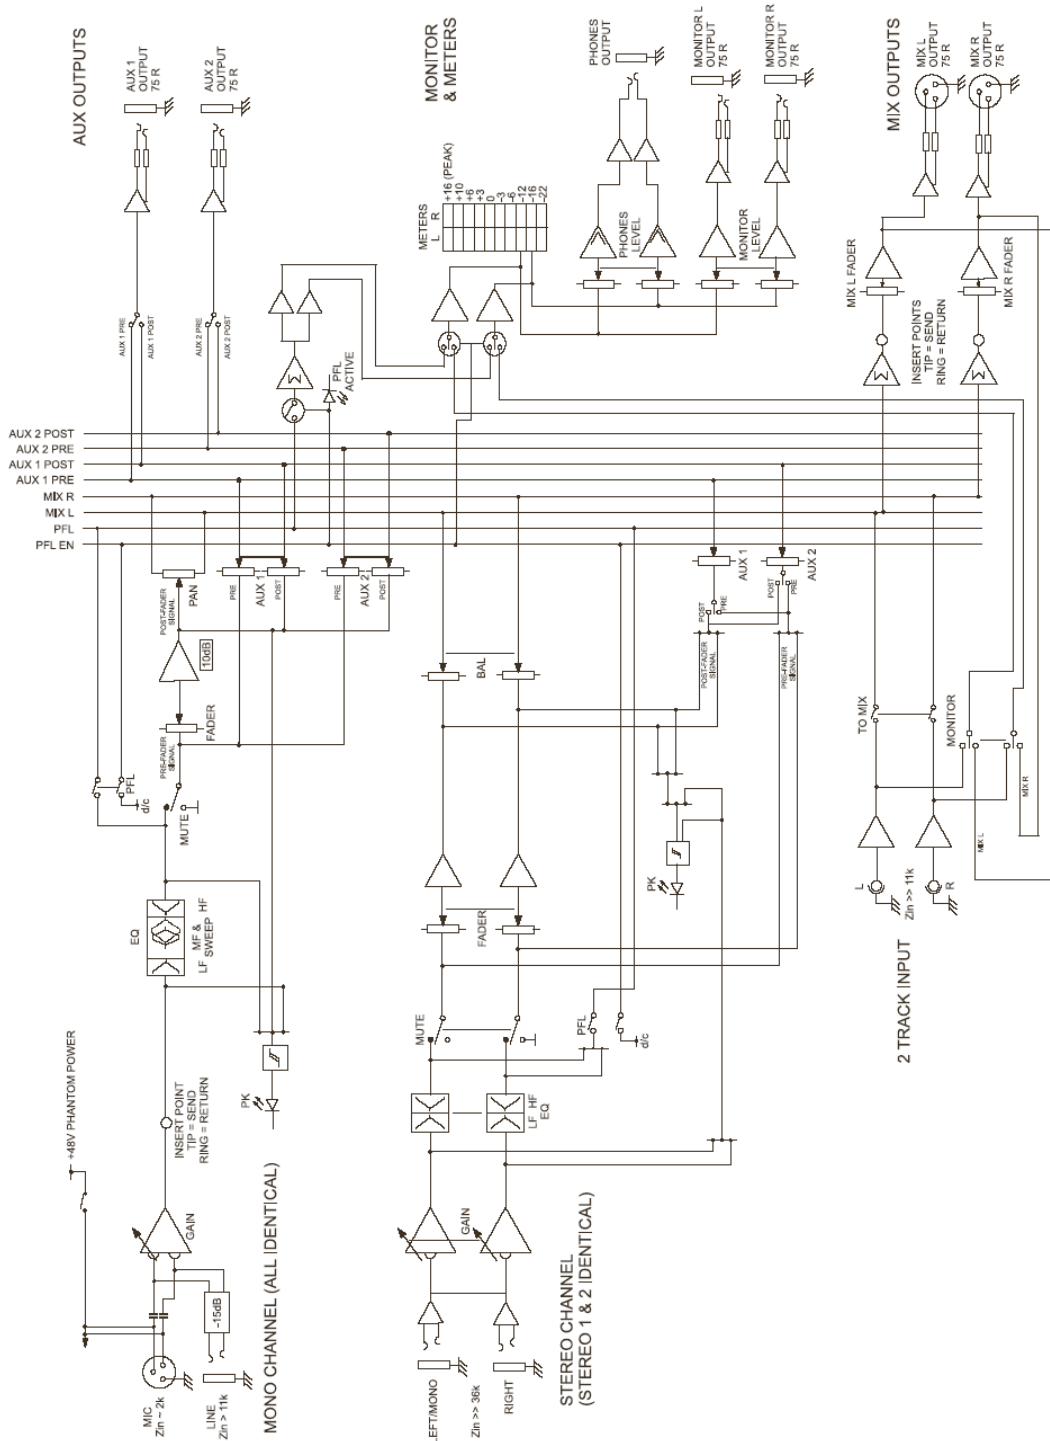 AUX OUTPUTS
AUX 1
OUTPUT
75 R
AUX 2
OUTPUT
75 R
AUX 1 PRE
AUX 1 POST
AUX 2 PRE
AUX 2 POST
MONITOR
& METERS
METERS
L R
+16 (PEAK)
+10
+6
+3
0
-3
-6
-12
-16
-22
PHONES
OUTPUT
MONITOR L
OUTPUT
75 R
MONITOR R
OUTPUT
75 R
PHONES
LEVEL
MONITOR
LEVEL
PFL
ACTIVE
MIX OUTPUTS
MIX L
OUTPUT
75 R
MIX R
OUTPUT
75 R
MIX L FADER
MIX R FADER
INSERT POINTS
TIP = SEND
RING = RETURN
Σ
Σ
Σ
AUX 2 POST
AUX 2 PRE
AUX 1 POST
AUX 1 PRE
MIX R
MIX L
PFL
PFL EN
POST-FADER
SIGNAL
PAN
10dB
FADER
PRE-FADER
SIGNAL
PRE
AUX 1
POST
PRE
AUX 2
POST
PFL
d/c
MUTE
EQ
LF
MF &
SWEEP
HF
PK
+48V PHANTOM POWER
INSERT POINT
TIP = SEND
RING = RETURN
GAIN
-15dB
MIC
Zin ~ 2k
LINE
Zin > 11k
MONO CHANNEL (ALL IDENTICAL)
AUX 1
AUX 2
POST
PRE
POST
PRE
BAL
POST-FADER
SIGNAL
PRE-FADER
SIGNAL
FADER
PK
MUTE
PFL
d/c
LF HF
EQ
GAIN
LEFT/MONO
Zin >> 36k
RIGHT
STEREO CHANNEL
(STEREO 1 & 2 IDENTICAL)
TO MIX
MONITOR
MIX L
MIX R
L
Zin >> 11k
R
2 TRACK INPUT